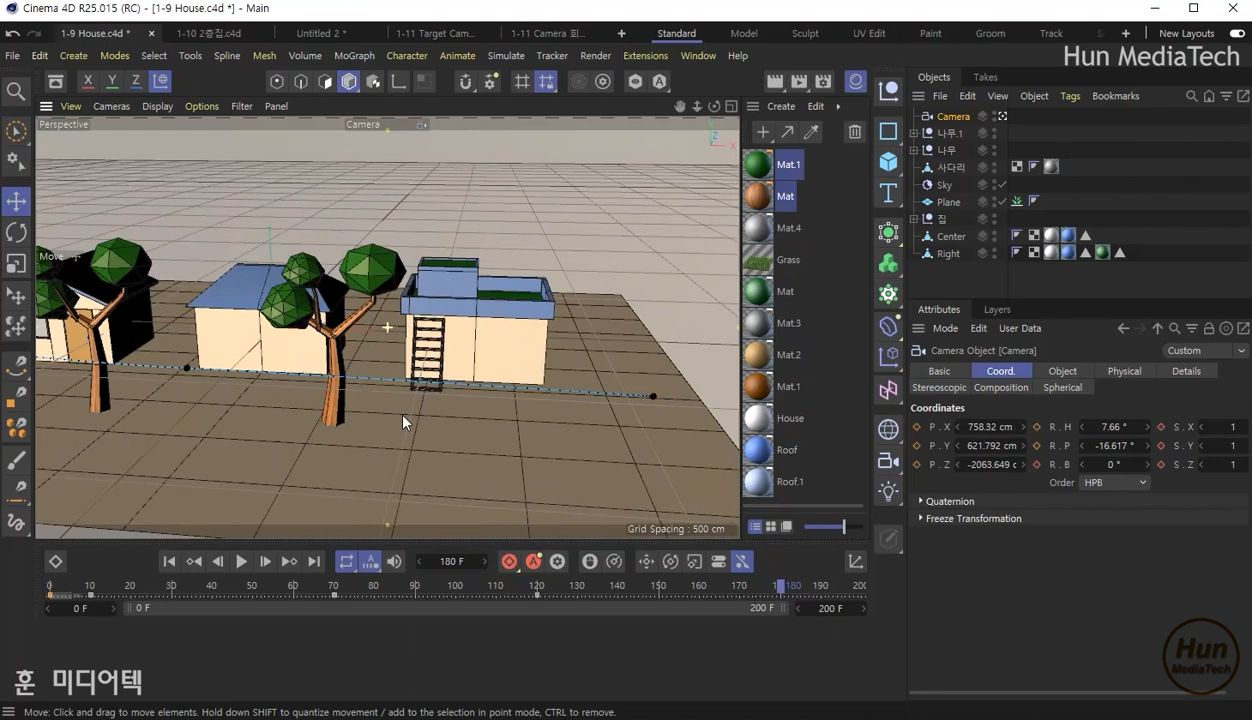 Cinema 4D R25.015 (RC) - [1-9 House.c4d *] - Main
1-9 House.c4d *
1-10 2층집.c4d
Untitled 2 *
1-11 Target Cam...
1-11 Camera 회...
Standard
Model
Sculpt
UV Edit
Paint
Groom
Track
New Layouts
File Edit Create Modes Select Tools Spline Mesh Volume MoGraph Character Animate Simulate Tracker Render Extensions Window Help
Hun MediaTech
X Y Z
Objects Takes
View Cameras Display Options Filter Panel
Create Edit
File Edit View Object Tags Bookmarks
Perspective
Camera
Z
X
Move
Mat.1
Mat
Mat.4
Grass
Mat
Mat.3
Mat.2
Mat.1
House
Roof
Roof.1
Camera
나무.1
나무
사다리
Sky
Plane
집
Center
Right
Attributes Layers
Mode Edit User Data
Camera Object [Camera]
Custom
Basic Coord. Object Physical Details
Stereoscopic Composition Spherical
Coordinates
P . X 758.32 cm R . H 7.66 ° S . X 1
P . Y 621.792 cm R . P -16.617 ° S . Y 1
P . Z -2063.649 c R . B 0 ° S . Z 1
Order HPB
Quaternion
Freeze Transformation
Grid Spacing : 500 cm
180 F
0 10 20 30 40 50 60 70 80 90 100 110 120 130 140 150 160 170 180 190
0 F
0 F
200 F
200 F
훈 미디어텍
Hun
MediaTech
Move: Click and drag to move elements. Hold down SHIFT to quantize movement / add to the selection in point mode, CTRL to remove.